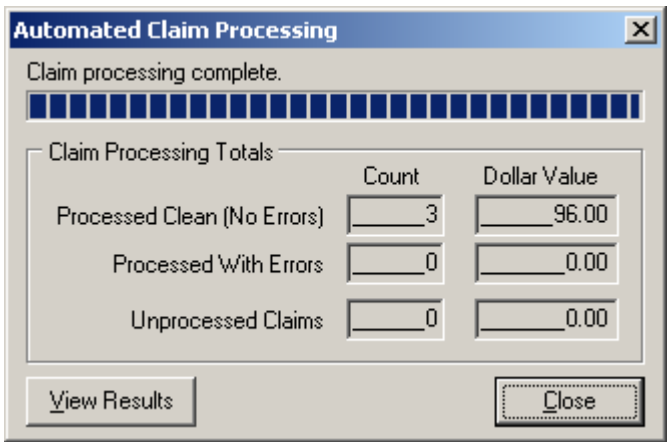 Automated Claim Processing
Claim processing complete.
Claim Processing Totals
Count Dollar Value
Processed Clean (No Errors) 3 96.00
Processed With Errors 0 0.00
Unprocessed Claims 0 0.00
View Results Close